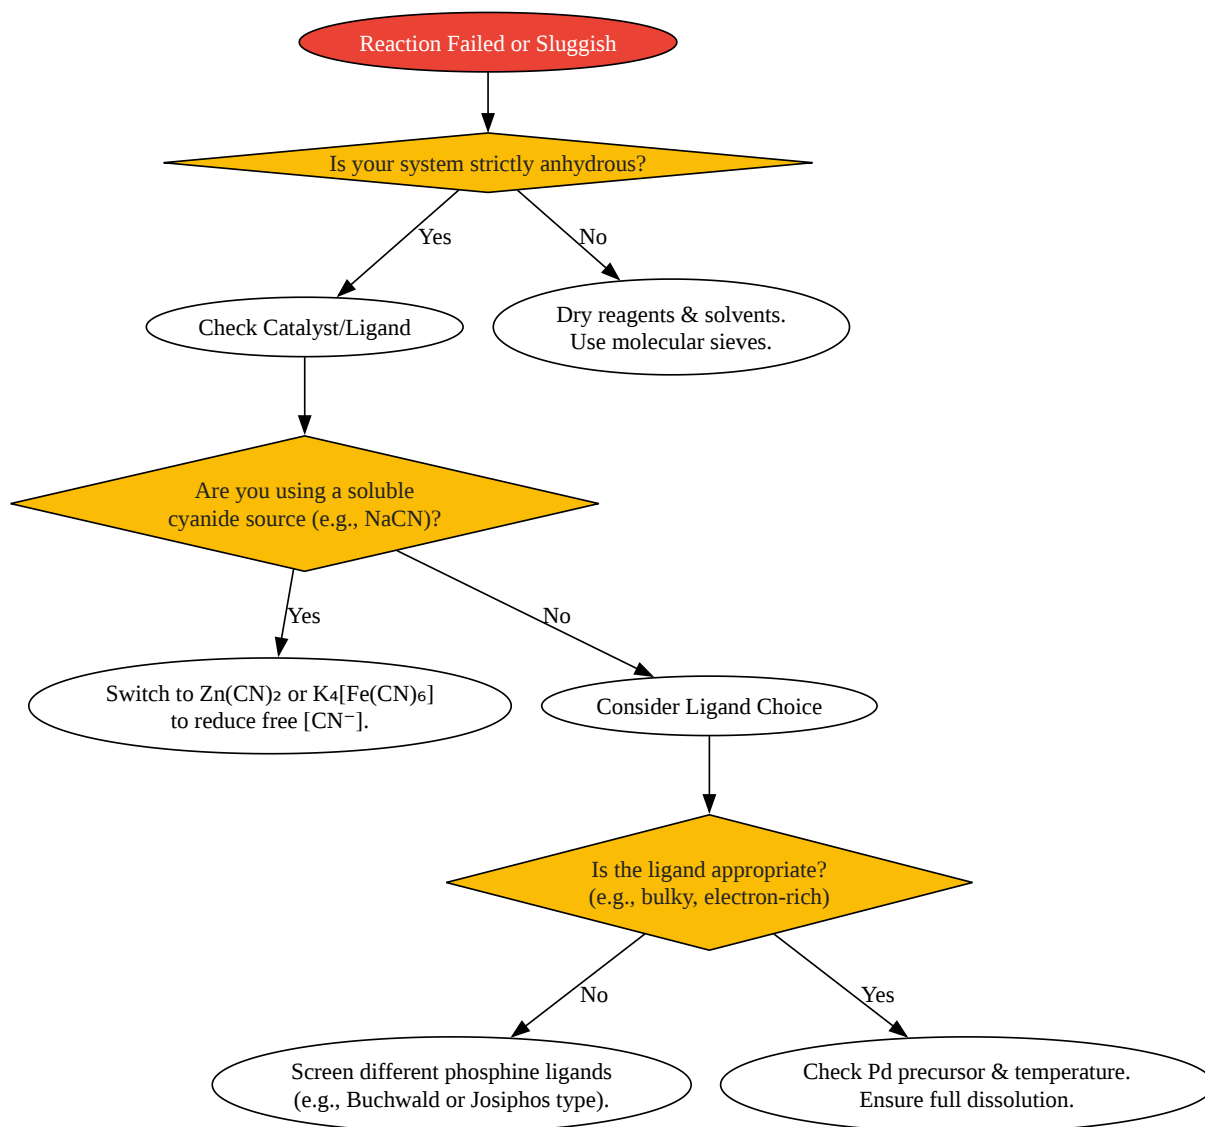 Reaction Failed or Sluggish
Is your system strictly anhydrous?
Yes
No
Check Catalyst/Ligand
Dry reagents & solvents.
Use molecular sieves.
Are you using a soluble
cyanide source (e.g., NaCN)?
Yes
No
Switch to Zn(CN)₂ or K₄[Fe(CN)₆]
to reduce free [CN⁻].
Consider Ligand Choice
Is the ligand appropriate?
(e.g., bulky, electron-rich)
No
Yes
Screen different phosphine ligands
(e.g., Buchwald or Josiphos type).
Check Pd precursor & temperature.
Ensure full dissolution.